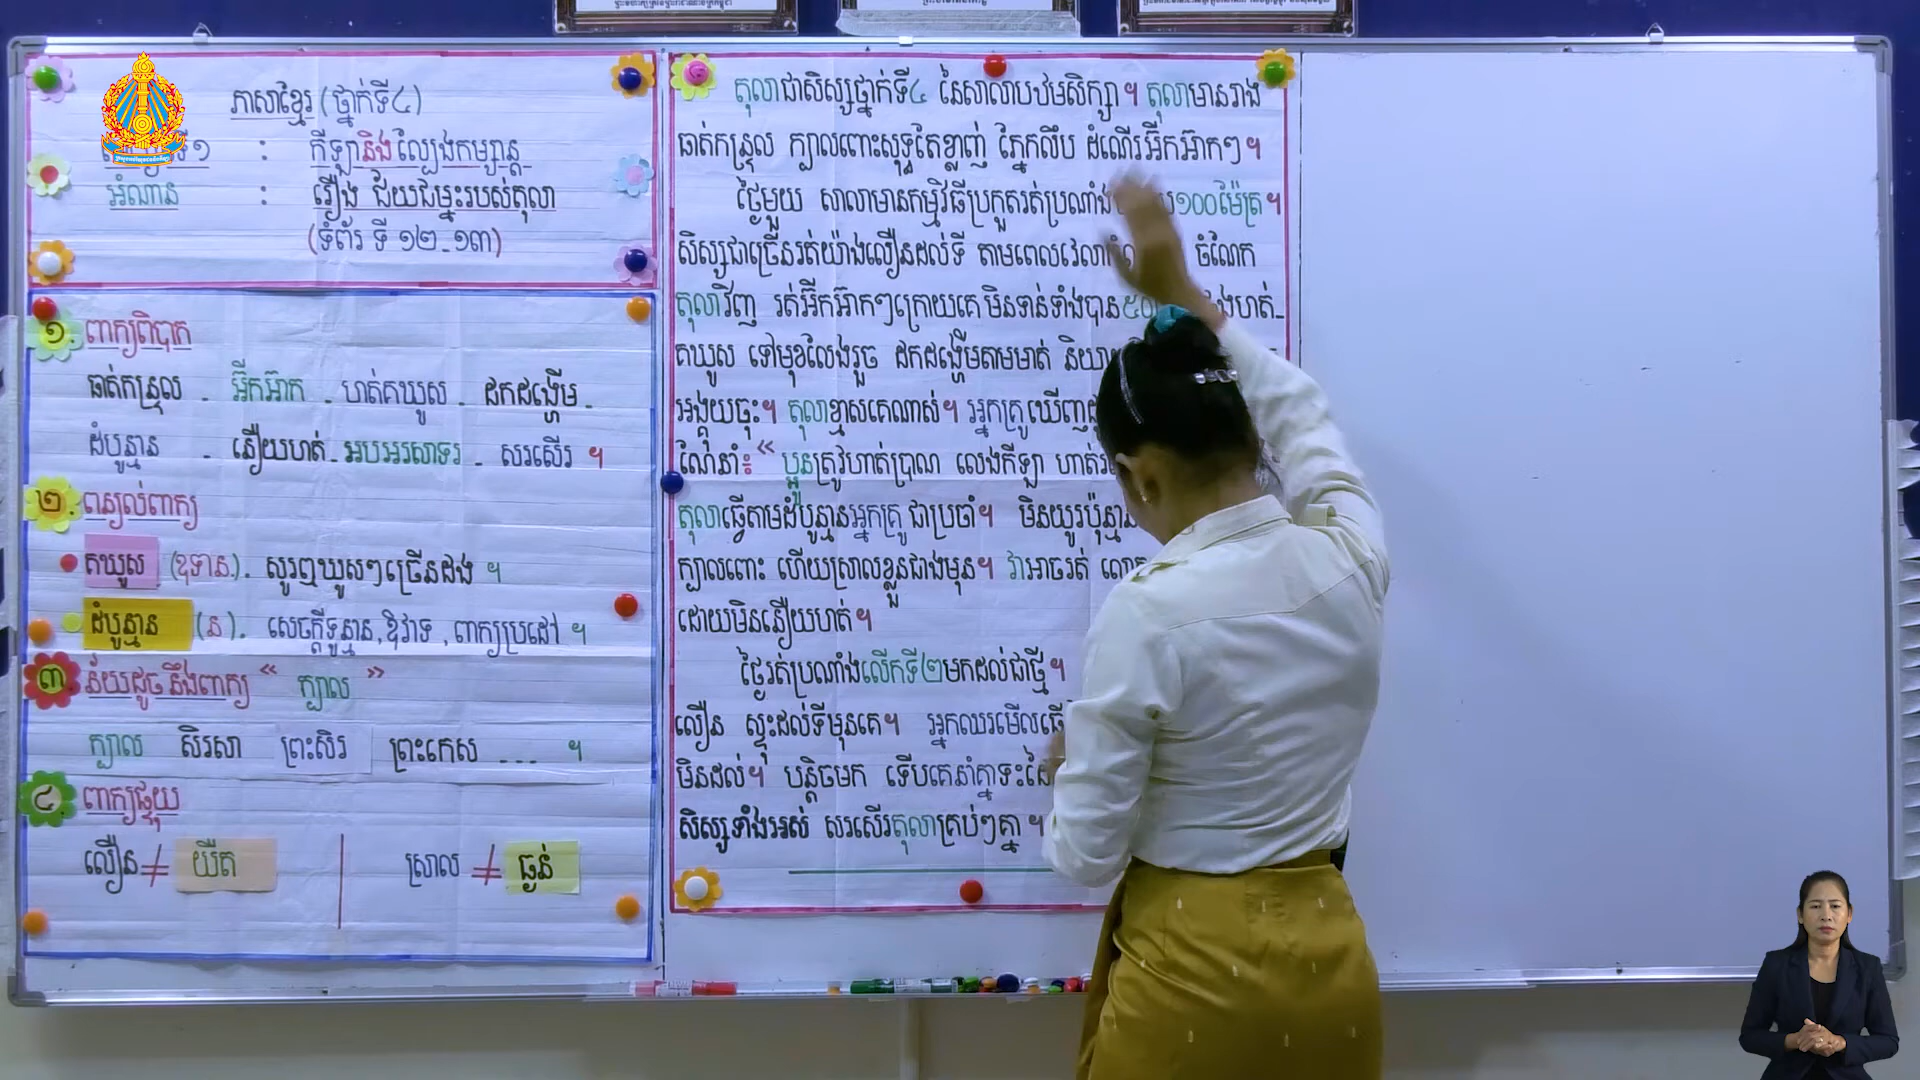 ភាសាខ្មែរ (ថ្នាក់ទី៤)
ទី១ : កីឡានិងល្បែងកម្សាន្ត
អំណាន : រឿង ជ័យជម្នះរបស់តុលា
(ទំព័រ ទី ១២_១៣)
១. ពាក្យពិបាក
ធាត់កន្ទ្រុល _ អ៊ីកអ៊ាក _ ហត់គឃូស _ ដកដង្ហើម _
ដំបូន្មាន _ នឿយហត់ _ អបអរសាទរ _ សរសើរ ។
២. ពន្យល់ពាក្យ
គឃូស (ឧទាន.). សូរឮឃូសៗច្រើនដង ។
ដំបូន្មាន (ន). សេចក្តីទូន្មាន, ឱវាទ , ពាក្យប្រដៅ ។
៣ ន័យដូចនឹងពាក្យ “ ក្បាល ”
ក្បាល សិរសា ព្រះសិរ ព្រះកេស _ _ _ ។
៤ ពាក្យផ្ទុយ
លឿន ≠ យឺត | ស្រាល ≠ ធ្ងន់
តុលាជាសិស្សថ្នាក់ទី៤ នៃសាលាបឋមសិក្សា។ តុលាមានរាង
ធាត់កន្ទ្រុល ក្បាលពោះសុទ្ធតែខ្លាញ់ ភ្នែកលឹប ដំណើរអ៊ីកអ៊ាកៗ។
ថ្ងៃមួយ សាលាមានកម្មវិធីប្រកួតរត់ប្រណាំង ១០០ម៉ែត្រ។
សិស្សជាច្រើនរត់យ៉ាងលឿនដល់ទី តាមពេលវេលា ចំណែក
តុលាវិញ រត់អ៊ីកអ៊ាកៗក្រោយគេ មិនទាន់ទាំងបាន ហត់_
គឃូស ទៅមុខលែងរួច ដកដង្ហើមតាមមាត់
អង្គុយចុះ។ តុលាខ្មាសគេណាស់។ អ្នកគ្រូឃើញ
ណែនាំ៖ “ ប្អូនត្រូវហាត់ប្រាណ លេងកីឡា
តុលាធ្វើតាមដំបូន្មានអ្នកគ្រូ ជាប្រចាំ។ មិនយូរប៉ុន្មាន
ក្បាលពោះ ហើយស្រាលខ្លួនជាងមុន។ វាអាចរត់
ដោយមិននឿយហត់។
ថ្ងៃរត់ប្រណាំងលើកទី២មកដល់ជាថ្មី។
លឿន ស្ទុះដល់ទីមុនគេ។ អ្នកឈរមើល
មិនដល់។ បន្តិចមក ទើបគេនាំគ្នាទះដៃ
សិស្សទាំងអស់ សរសើរតុលាគ្រប់ៗគ្នា ។